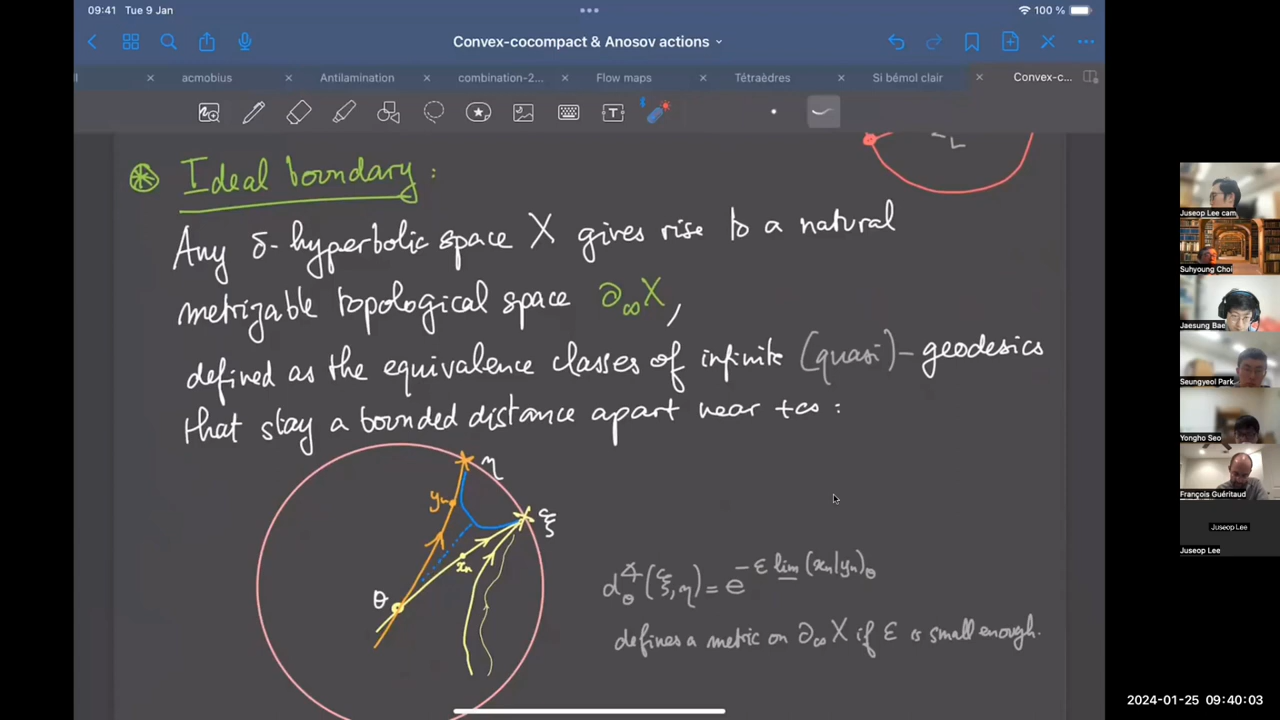 09:41 Tue 9 Jan
100 %
Convex-cocompact & Anosov actions
acmobius
Antilamination
combination-2...
Flow maps
Tétraèdres
Si bémol clair
Convex-c...
L
Ideal boundary :
Any δ-hyperbolic space X gives rise to a natural
metrizable topological space ∂∞X,
defined as the equivalence classes of infinite (quasi)-geodesics
that stay a bounded distance apart near +∞ :
η
yₙ
ξ
xₙ
θ
d_θ^∡(ξ,η) = e^{-ε lim (xₙ|yₙ)_θ}
defines a metric on ∂∞X if ε is small enough.
Juseop Lee cam
Suhyoung Choi
Jaesung Bae
Seungyeol Park
Yongho Seo
François Guéritaud
Juseop Lee
Juseop Lee
2024-01-25 09:40:03